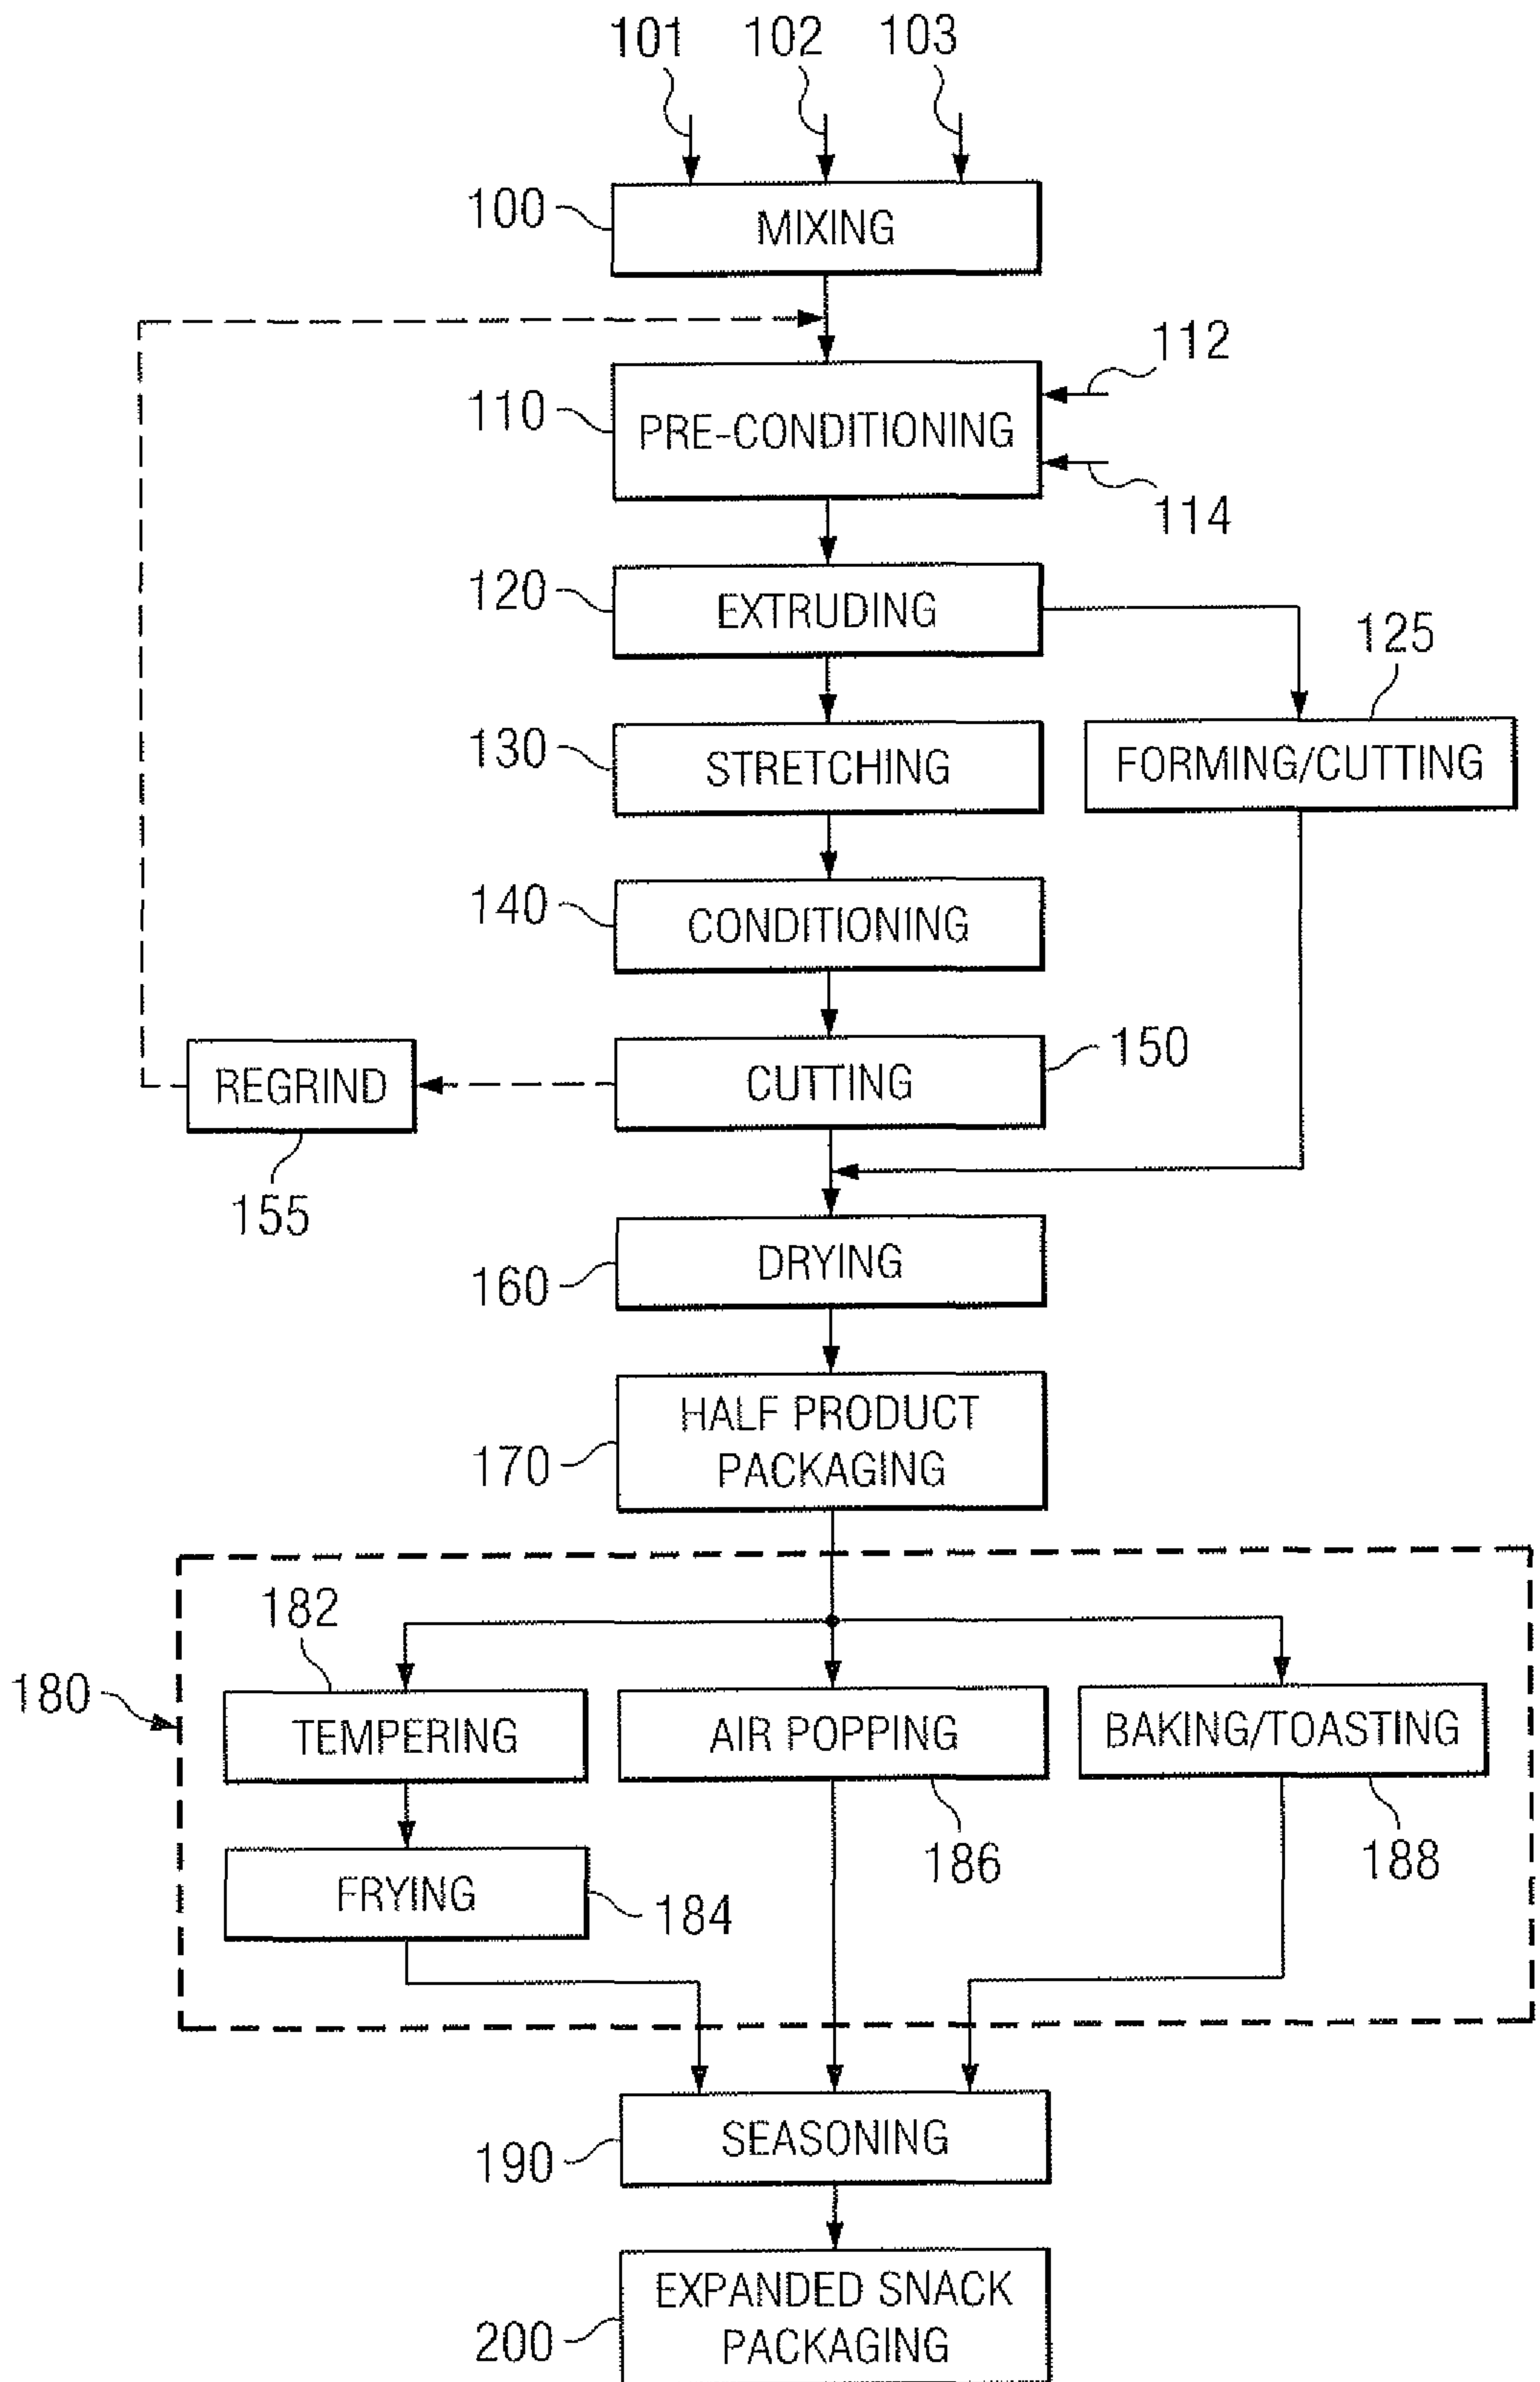 101
102
103
100
MIXING
112
110
PRE-CONDITIONING
114
120
EXTRUDING
125
130
STRETCHING
FORMING/CUTTING
140
CONDITIONING
150
REGRIND
CUTTING
155
160
DRYING
170
HALF PRODUCT
PACKAGING
180
182
TEMPERING
AIR POPPING
BAKING/TOASTING
186
188
FRYING
184
190
SEASONING
200
EXPANDED SNACK
PACKAGING